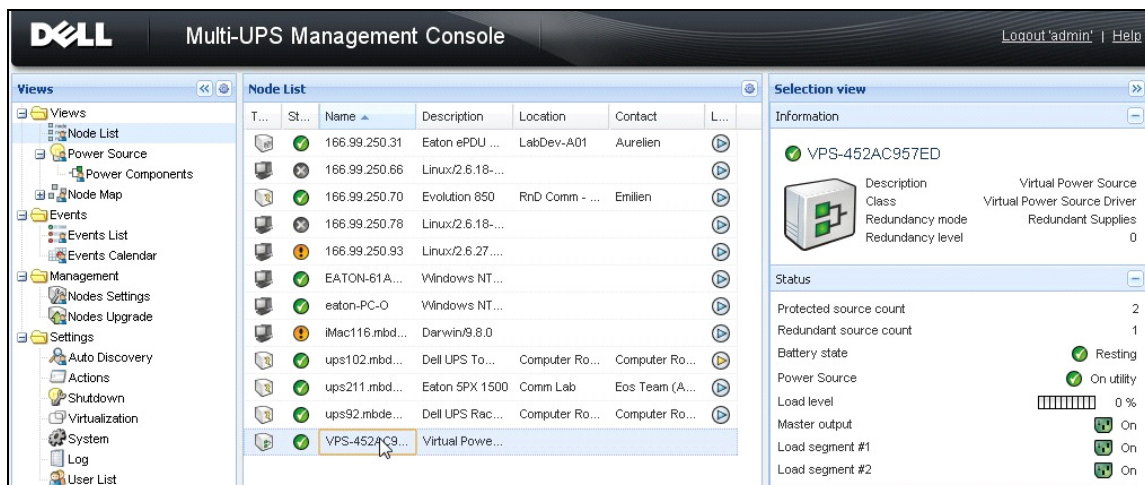 DELL Multi-UPS Management Console Logout 'admin' | Help
Views
Views
Node List
Power Source
Power Components
Node Map
Events
Events List
Events Calendar
Management
Nodes Settings
Nodes Upgrade
Settings
Auto Discovery
Actions
Shutdown
Virtualization
System
Log
User List
Node List
T... St... Name Description Location Contact L...
166.99.250.31 Eaton ePDU ... LabDev-A01 Aurelien
166.99.250.66 Linux/2.6.18-...
166.99.250.70 Evolution 850 RnD Comm - ... Emilien
166.99.250.78 Linux/2.6.18-...
166.99.250.93 Linux/2.6.27....
EATON-61A... Windows NT...
eaton-PC-O Windows NT...
iMac116.mbd... Darwin/9.8.0
ups102.mbd... Dell UPS To... Computer Ro... Computer Ro...
ups211.mbd... Eaton 5PX 1500 Comm Lab Eos Team (A...
ups92.mbde... Dell UPS Rac... Computer Ro... Computer Ro...
VPS-452AC9... Virtual Powe...
Selection view
Information
VPS-452AC957ED
Description Virtual Power Source
Class Virtual Power Source Driver
Redundancy mode Redundant Supplies
Redundancy level 0
Status
Protected source count 2
Redundant source count 1
Battery state Resting
Power Source On utility
Load level 0 %
Master output On
Load segment #1 On
Load segment #2 On